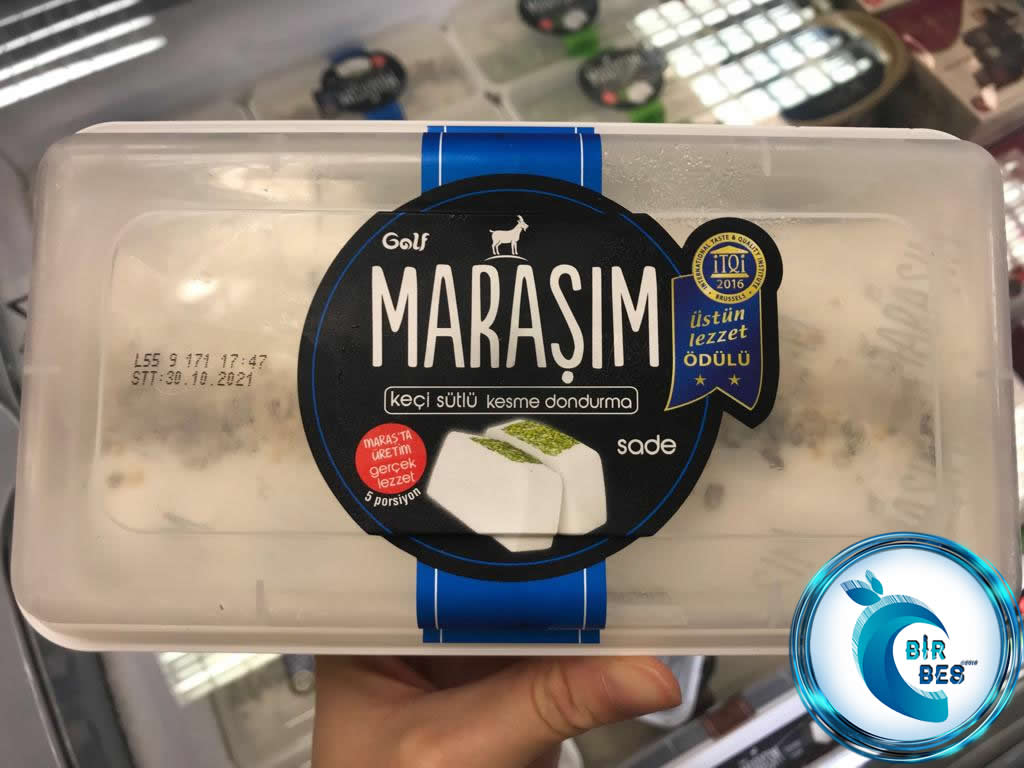 Golf
MARAŞIM
keçi sütlü kesme dondurma
sade
MARAŞ'TA
ÜRETİM
gerçek
lezzet
5 porsiyon
INTERNATIONAL TASTE & QUALITY INSTITUTE
iTQi
2016
BRUSSELS
üstün
lezzet
ÖDÜLÜ
L55 9 171 17:47
STT:30.10.2021
BİR
BES